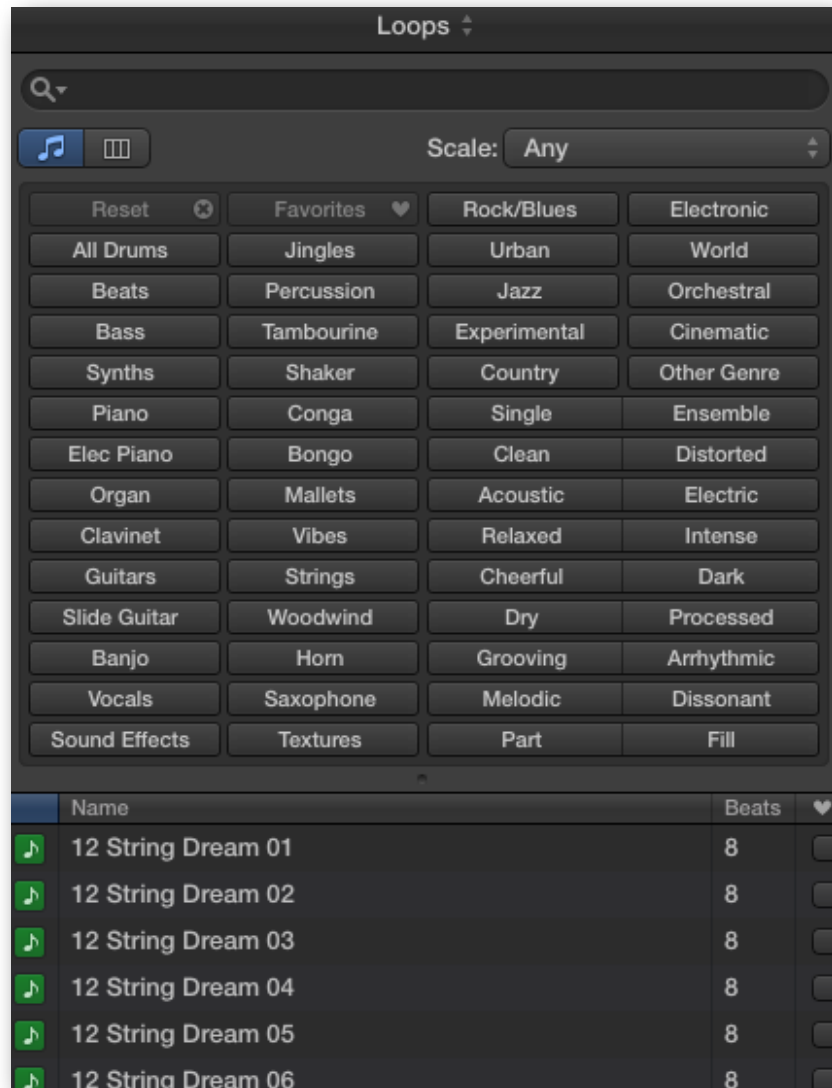 Loops
Scale: Any
Reset Favorites Rock/Blues Electronic
All Drums Jingles Urban World
Beats Percussion Jazz Orchestral
Bass Tambourine Experimental Cinematic
Synths Shaker Country Other Genre
Piano Conga Single Ensemble
Elec Piano Bongo Clean Distorted
Organ Mallets Acoustic Electric
Clavinet Vibes Relaxed Intense
Guitars Strings Cheerful Dark
Slide Guitar Woodwind Dry Processed
Banjo Horn Grooving Arrhythmic
Vocals Saxophone Melodic Dissonant
Sound Effects Textures Part Fill
Name Beats
12 String Dream 01 8
12 String Dream 02 8
12 String Dream 03 8
12 String Dream 04 8
12 String Dream 05 8
12 String Dream 06 8